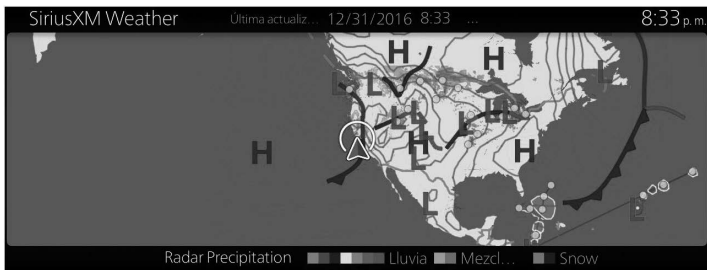 SiriusXM Weather Última actualiz... 12/31/2016 8:33 ... 8:33 p. m.
H H
L L L
L L L L L
H H H
L
L L
L
Radar Precipitation Lluvia Mezcl... Snow